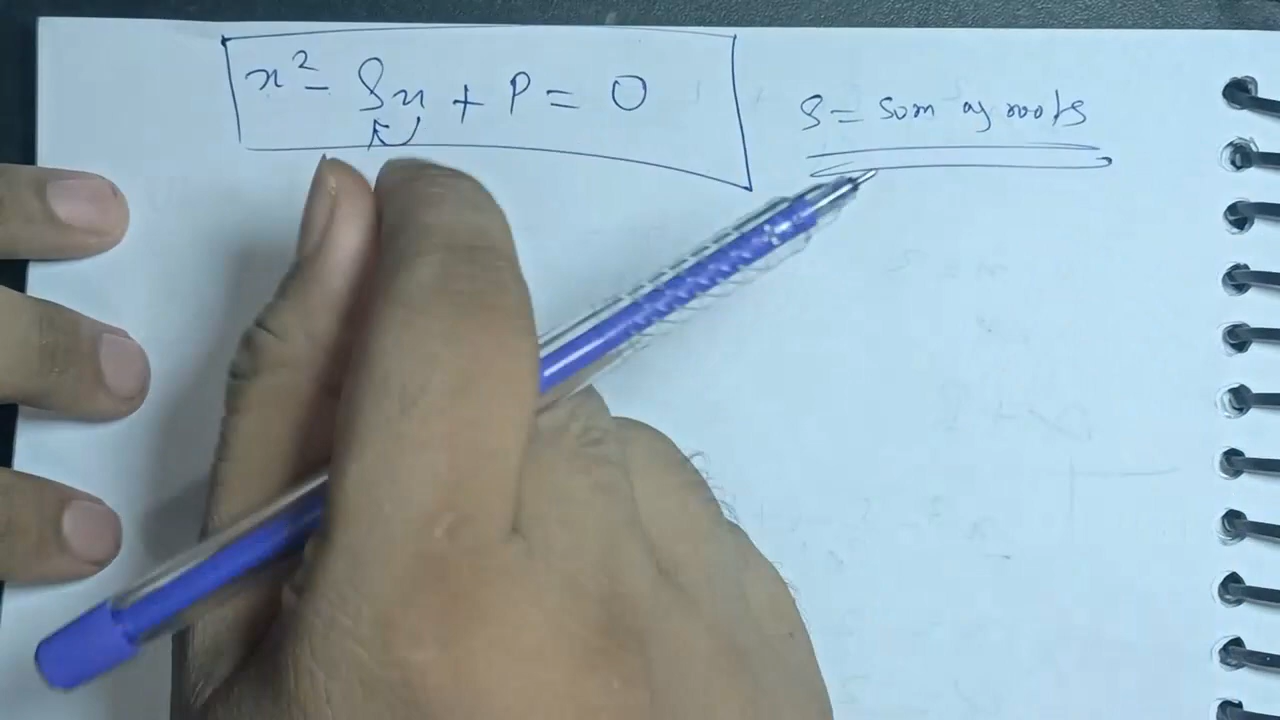 x² - Sx + P = 0
S = Sum of roots